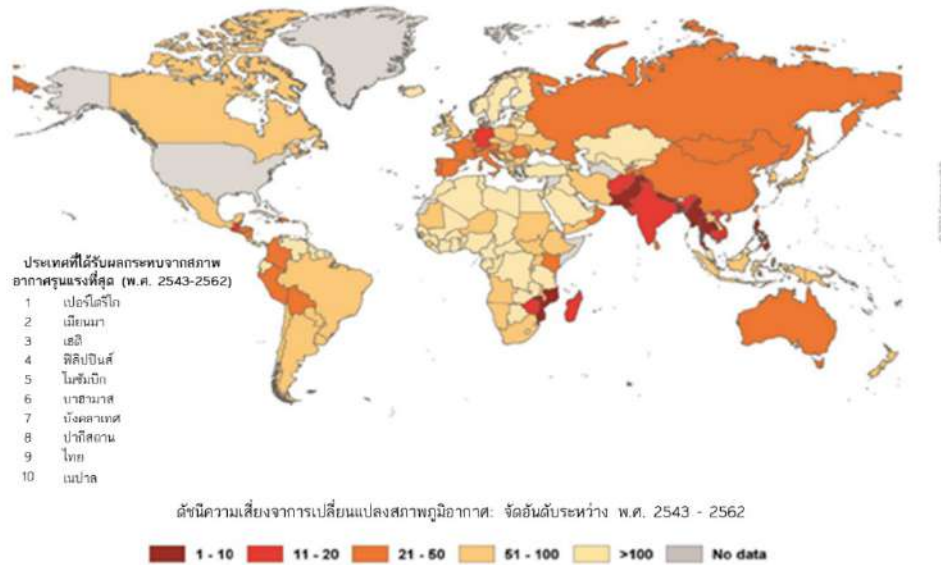 ประเทศที่ได้รับผลกระทบจากสภาพ
อากาศรุนแรงที่สุด (พ.ศ. 2543-2562)
1 เปอร์โตริโก
2 เมียนมา
3 เฮติ
4 ฟิลิปปินส์
5 โมซัมบิก
6 บาฮามาส
7 บังคลาเทศ
8 ปากีสถาน
9 ไทย
10 เนปาล
ดัชนีความเสี่ยงจาการเปลี่ยนแปลงสภาพภูมิอากาศ: จัดอันดับระหว่าง พ.ศ. 2543 - 2562
1 - 10 11 - 20 21 - 50 51 - 100 >100 No data